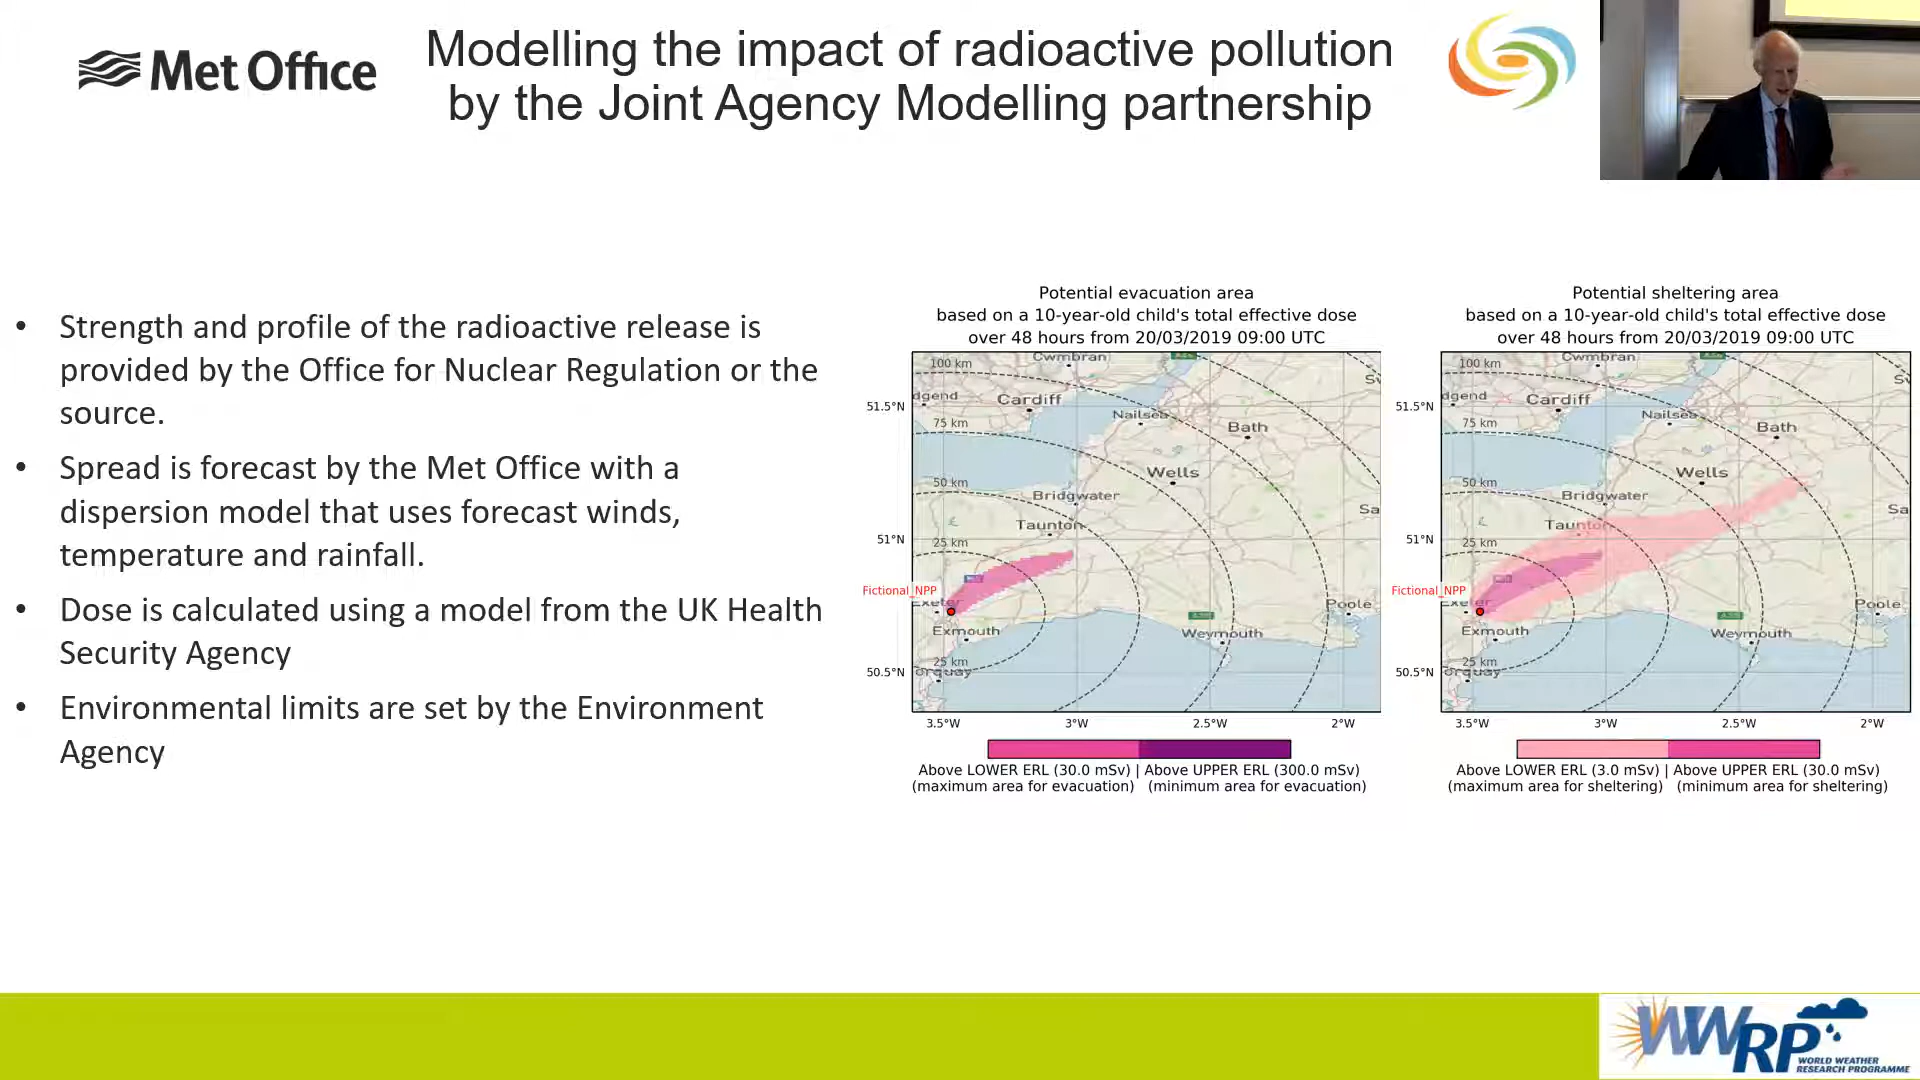 Met Office
Modelling the impact of radioactive pollution
by the Joint Agency Modelling partnership
• Strength and profile of the radioactive release is
provided by the Office for Nuclear Regulation or the
source.
• Spread is forecast by the Met Office with a
dispersion model that uses forecast winds,
temperature and rainfall.
• Dose is calculated using a model from the UK Health
Security Agency
• Environmental limits are set by the Environment
Agency
Potential evacuation area
based on a 10-year-old child's total effective dose
over 48 hours from 20/03/2019 09:00 UTC
Cwmbran
100 km
dgend
Cardiff
51.5°N
Nailsea
75 km
Bath
Wells
50 km
Bridgwater
Sa
Taunton
25 km
51°N
Fictional_NPP
Exeter
Poole
Exmouth
Weymouth
25 km
50.5°N
orquay
3.5°W 3°W 2.5°W 2°W
Above LOWER ERL (30.0 mSv) | Above UPPER ERL (300.0 mSv)
(maximum area for evacuation) (minimum area for evacuation)
Potential sheltering area
based on a 10-year-old child's total effective dose
over 48 hours from 20/03/2019 09:00 UTC
Cwmbran
100 km
dgend
Cardiff
51.5°N
Nailsea
75 km
Bath
Wells
50 km
Bridgwater
Sa
Taunton
25 km
51°N
Fictional_NPP
Exeter
Poole
Exmouth
Weymouth
25 km
50.5°N
orquay
3.5°W 3°W 2.5°W 2°W
Above LOWER ERL (3.0 mSv) | Above UPPER ERL (30.0 mSv)
(maximum area for sheltering) (minimum area for sheltering)
WWRP
WORLD WEATHER
RESEARCH PROGRAMME